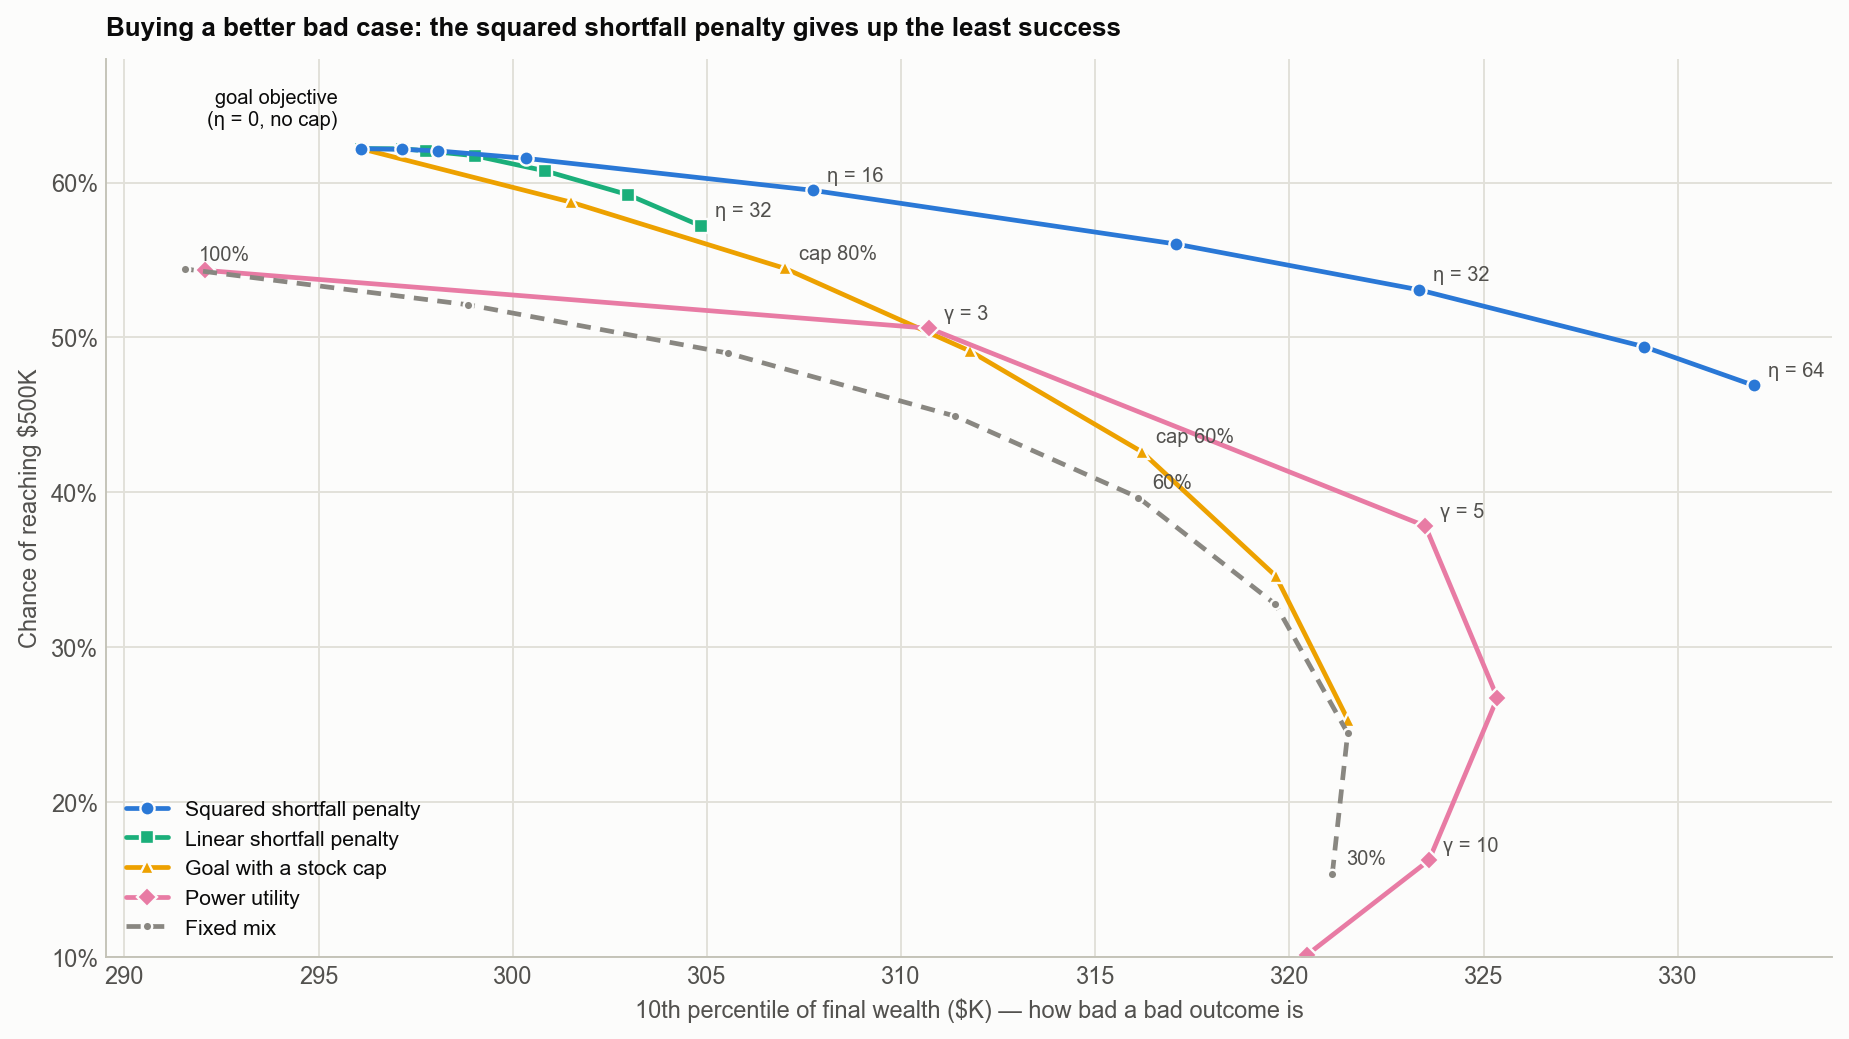 Buying a better bad case: the squared shortfall penalty gives up the least success
goal objective
(η = 0, no cap)
60%
50%
40%
30%
20%
10%
Chance of reaching $500K
η = 16
η = 32
cap 80%
100%
η = 32
γ = 3
η = 64
cap 60%
60%
γ = 5
γ = 10
30%
Squared shortfall penalty
Linear shortfall penalty
Goal with a stock cap
Power utility
Fixed mix
290
295
300
305
310
315
320
325
330
10th percentile of final wealth ($K) — how bad a bad outcome is